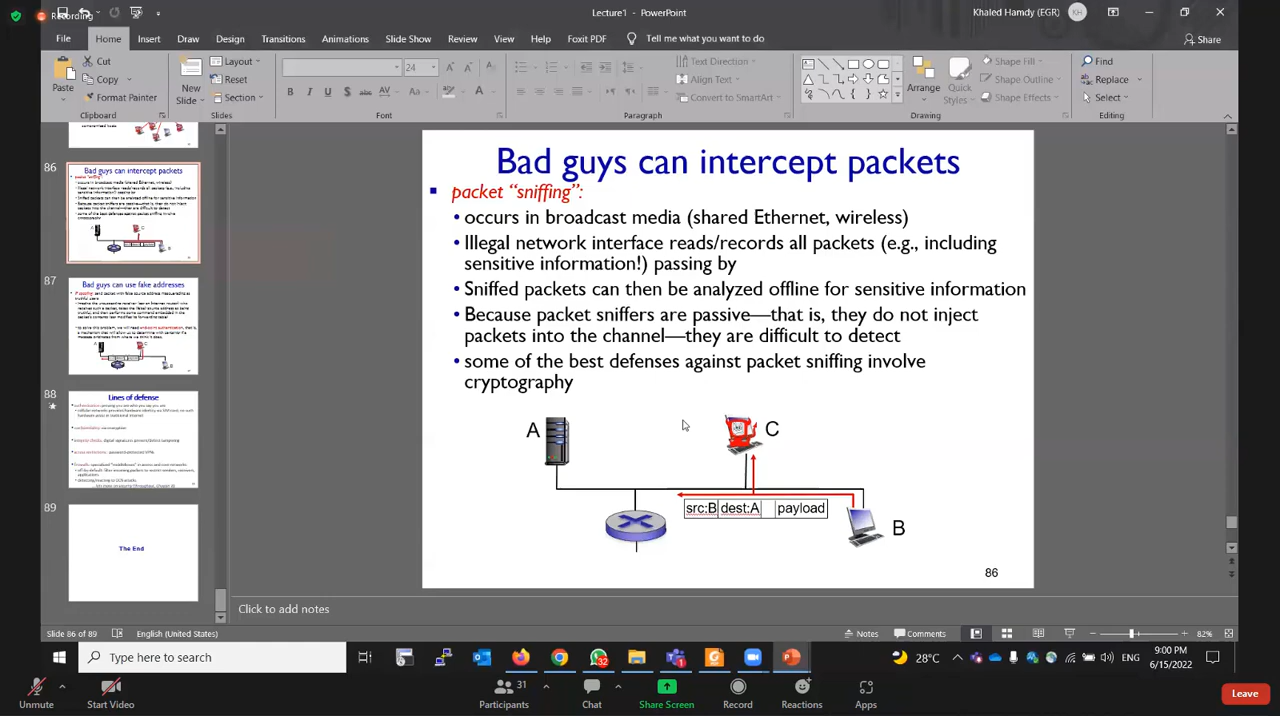 Recording
Lecture1 - PowerPoint
Khaled Hamdy (EGR)
KH
File
Home
Insert
Draw
Design
Transitions
Animations
Slide Show
Review
View
Help
Foxit PDF
Tell me what you want to do
Share
Paste
Cut
Copy
Format Painter
Clipboard
New
Slide
Layout
Reset
Section
Slides
24
Font
Text Direction
Align Text
Convert to SmartArt
Paragraph
Arrange
Quick
Styles
Shape Fill
Shape Outline
Shape Effects
Drawing
Find
Replace
Select
Editing
86
Bad guys can intercept packets
87
Bad guys can use fake addresses
88
Lines of defense
89
The End
Bad guys can intercept packets
packet “sniffing”:
• occurs in broadcast media (shared Ethernet, wireless)
• Illegal network interface reads/records all packets (e.g., including
sensitive information!) passing by
• Sniffed packets can then be analyzed offline for sensitive information
• Because packet sniffers are passive—that is, they do not inject
packets into the channel—they are difficult to detect
• some of the best defenses against packet sniffing involve
cryptography
A
C
src:B dest:A payload
B
86
Click to add notes
Slide 86 of 89
English (United States)
Notes
Comments
82%
Type here to search
32
28°C
ENG
9:00 PM
6/15/2022
Unmute
Start Video
31
Participants
Chat
Share Screen
Record
Reactions
Apps
Leave